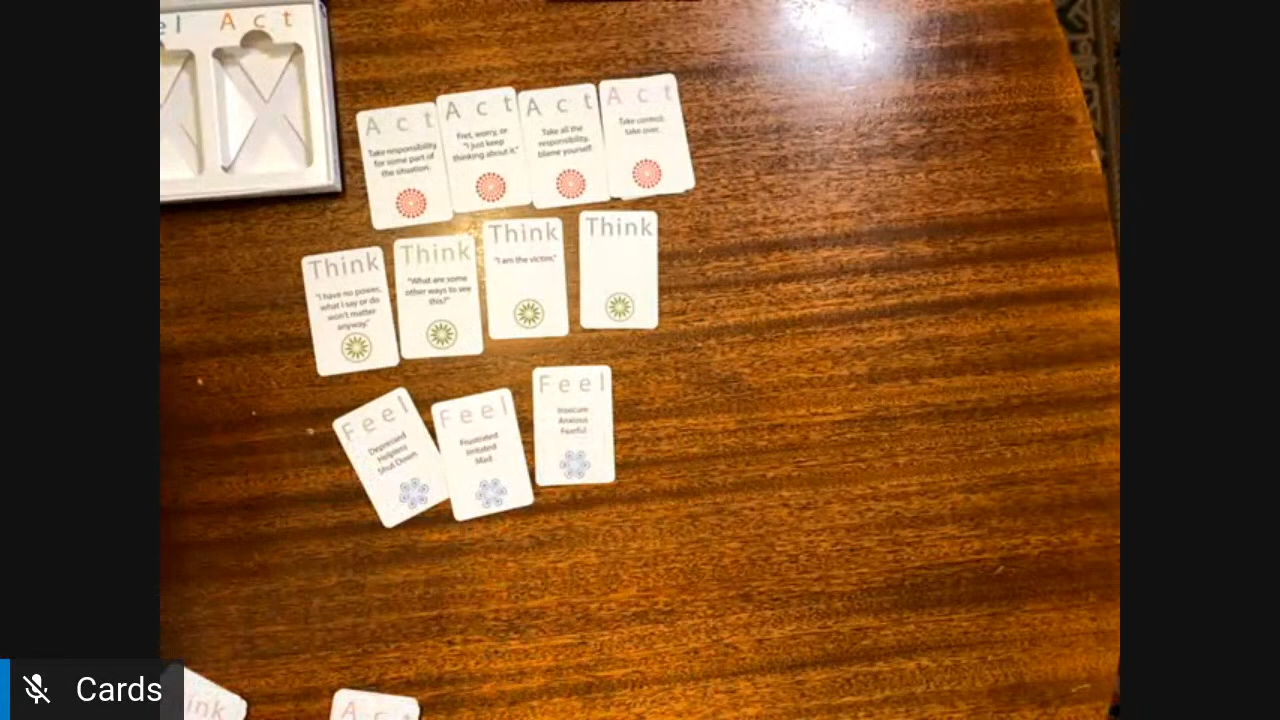 el Act
Act
Take responsibility
for some part of
the situation.
Act
Fret, worry, or
"I just keep
thinking about it."
Act
Take all the
responsibility,
blame yourself
Act
Take control;
take over.
Think
"I have no power,
what I say or do
won't matter
anyway."
Think
"What are some
other ways to see
this?"
Think
"I am the victim."
Think
Feel
Depressed
Helpless
Shut Down
Feel
Frustrated
Irritated
Mad
Feel
Insecure
Anxious
Fearful
ink
Act
Cards